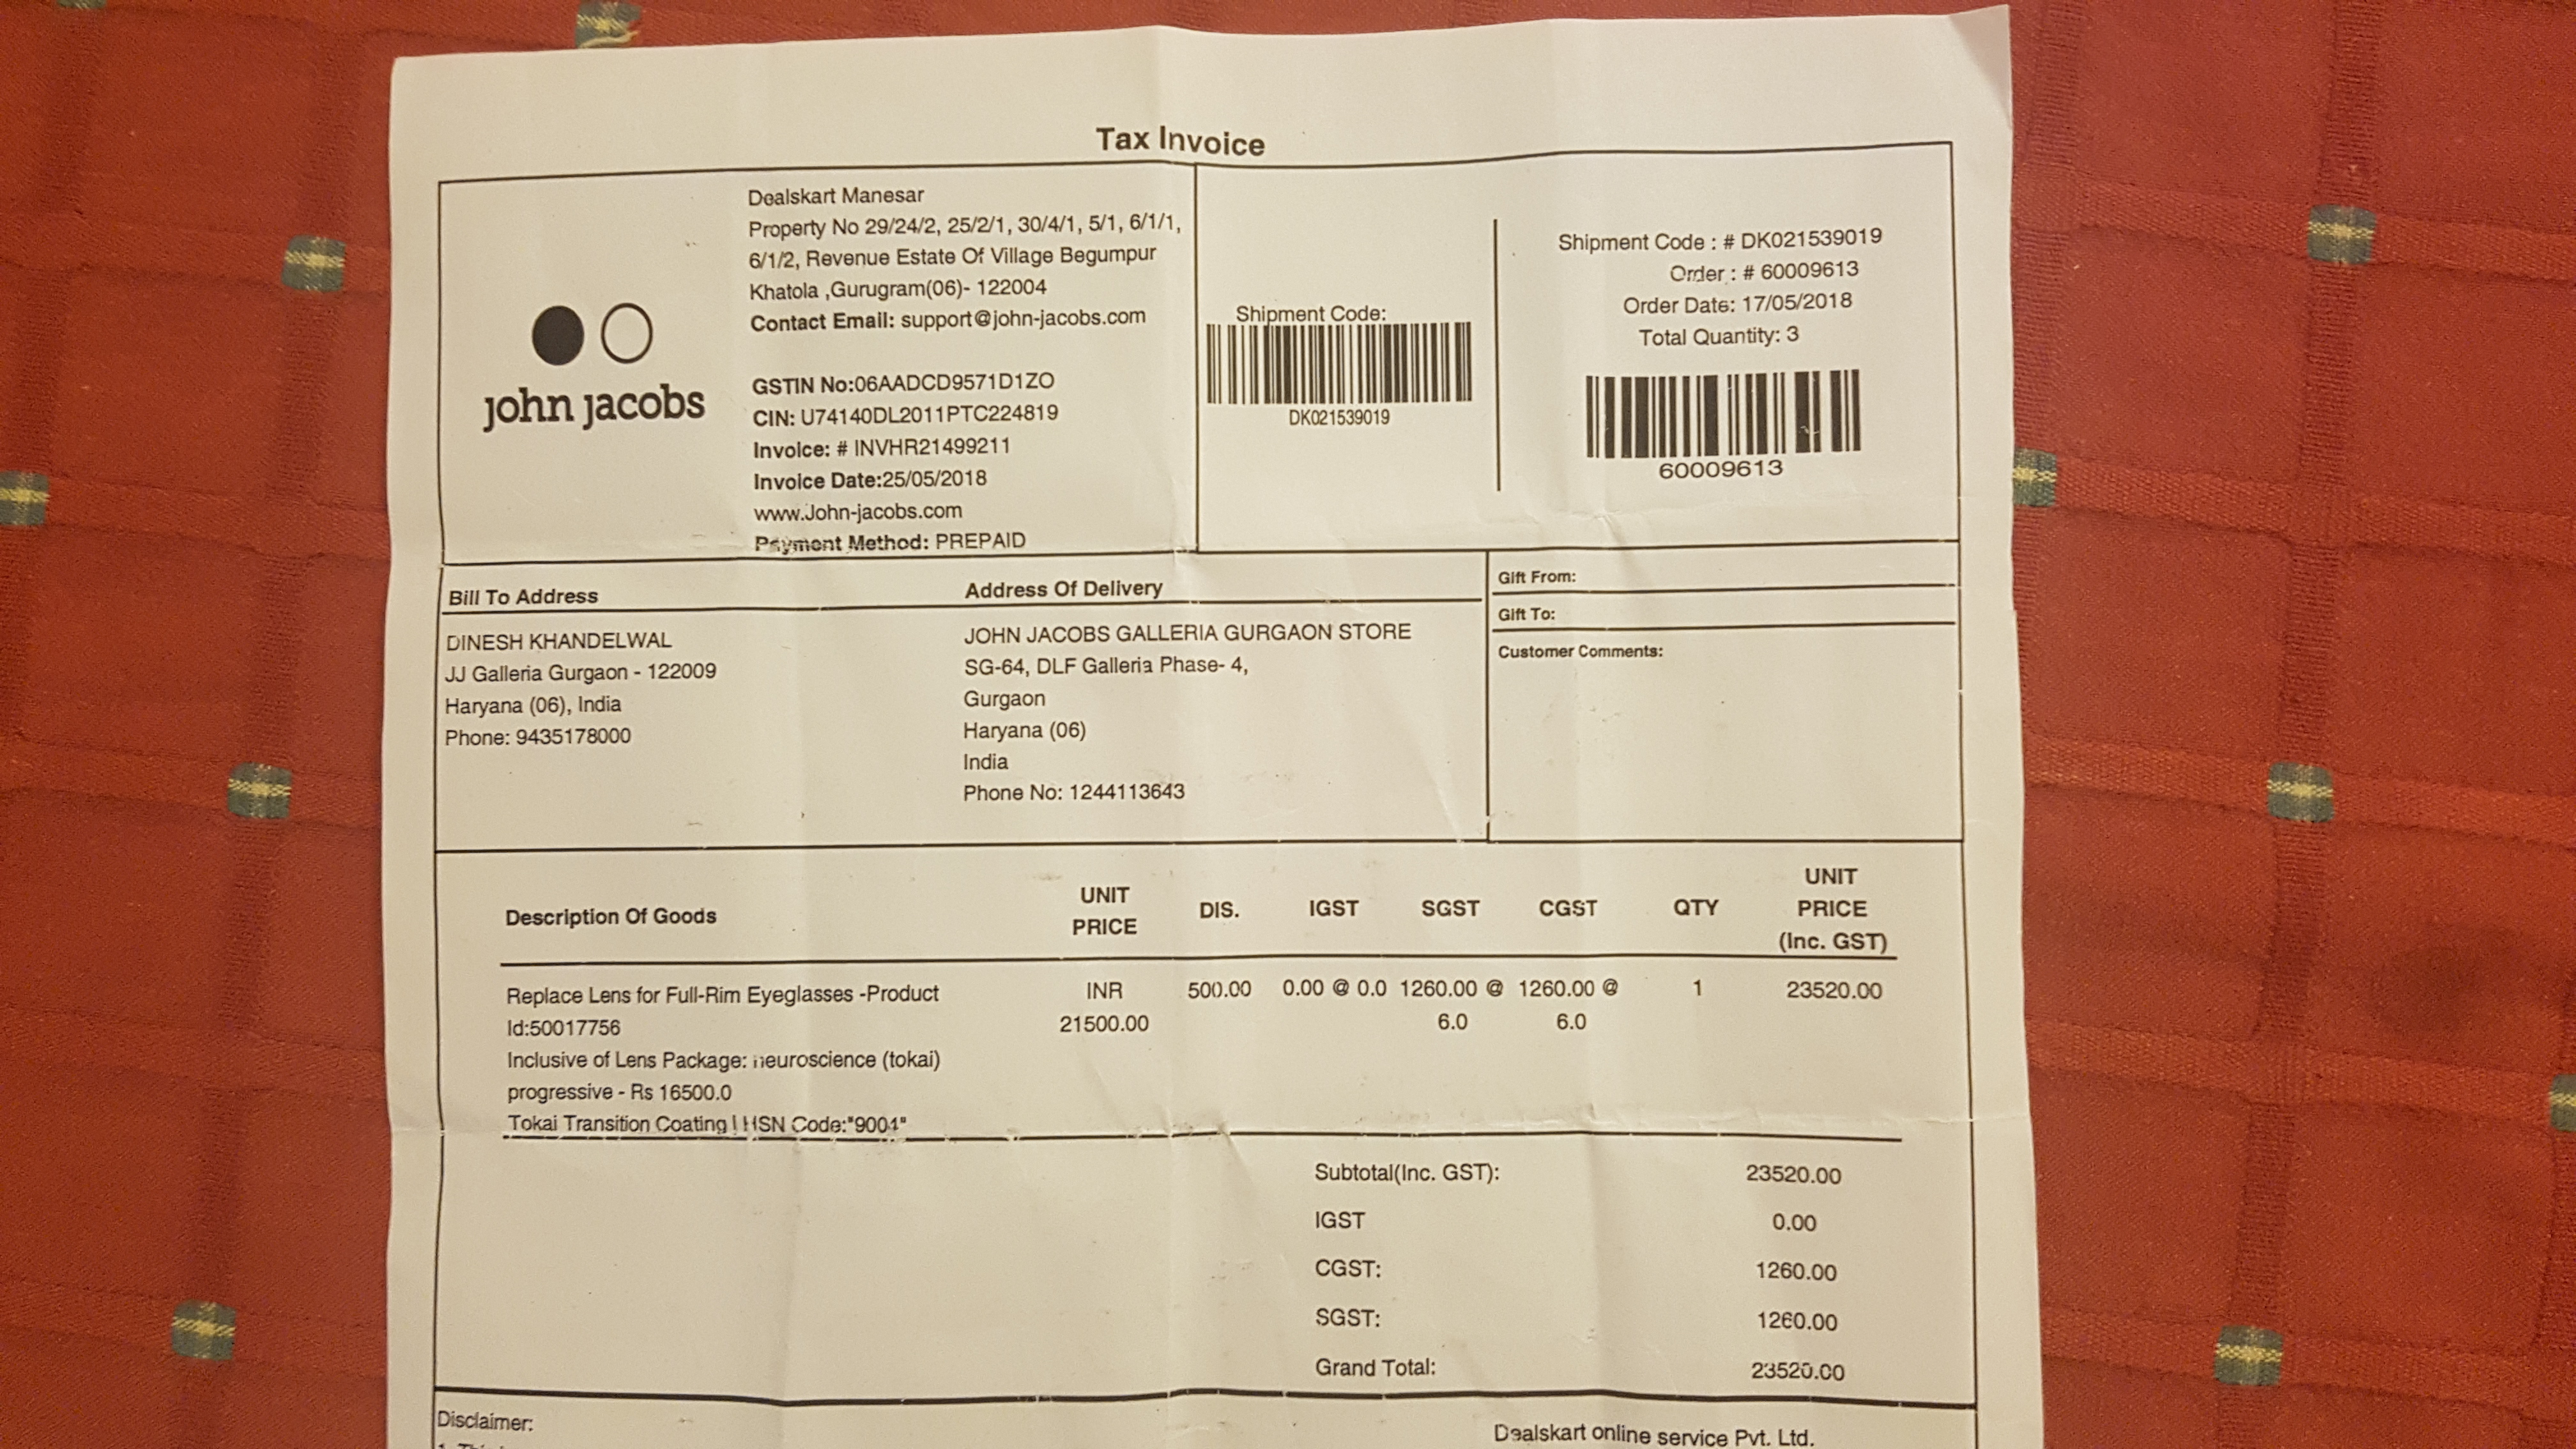 Tax Invoice
john jacobs
Dealskart Manesar
Property No 29/24/2, 25/2/1, 30/4/1, 5/1, 6/1/1,
6/1/2, Revenue Estate Of Village Begumpur
Khatola ,Gurugram(06)- 122004
Contact Email: support@john-jacobs.com
GSTIN No:06AADCD9571D1ZO
CIN: U74140DL2011PTC224819
Invoice: # INVHR21499211
Invoice Date:25/05/2018
www.John-jacobs.com
Payment Method: PREPAID
Shipment Code:
DK021539019
Shipment Code : # DK021539019
Order : # 60009613
Order Date: 17/05/2018
Total Quantity: 3
60009613
Bill To Address
DINESH KHANDELWAL
JJ Galleria Gurgaon - 122009
Haryana (06), India
Phone: 9435178000
Address Of Delivery
JOHN JACOBS GALLERIA GURGAON STORE
SG-64, DLF Galleria Phase- 4,
Gurgaon
Haryana (06)
India
Phone No: 1244113643
Gift From:
Gift To:
Customer Comments:
Description Of Goods UNIT PRICE DIS. IGST SGST CGST QTY UNIT PRICE (Inc. GST)
Replace Lens for Full-Rim Eyeglasses -Product INR 500.00 0.00 @ 0.0 1260.00 @ 1260.00 @ 1 23520.00
Id:50017756 21500.00 6.0 6.0
Inclusive of Lens Package: neuroscience (tokai)
progressive - Rs 16500.0
Tokai Transition Coating | HSN Code:"9001"
Subtotal(Inc. GST): 23520.00
IGST 0.00
CGST: 1260.00
SGST: 1260.00
Grand Total: 23520.00
Disclaimer:
Dealskart online service Pvt. Ltd.